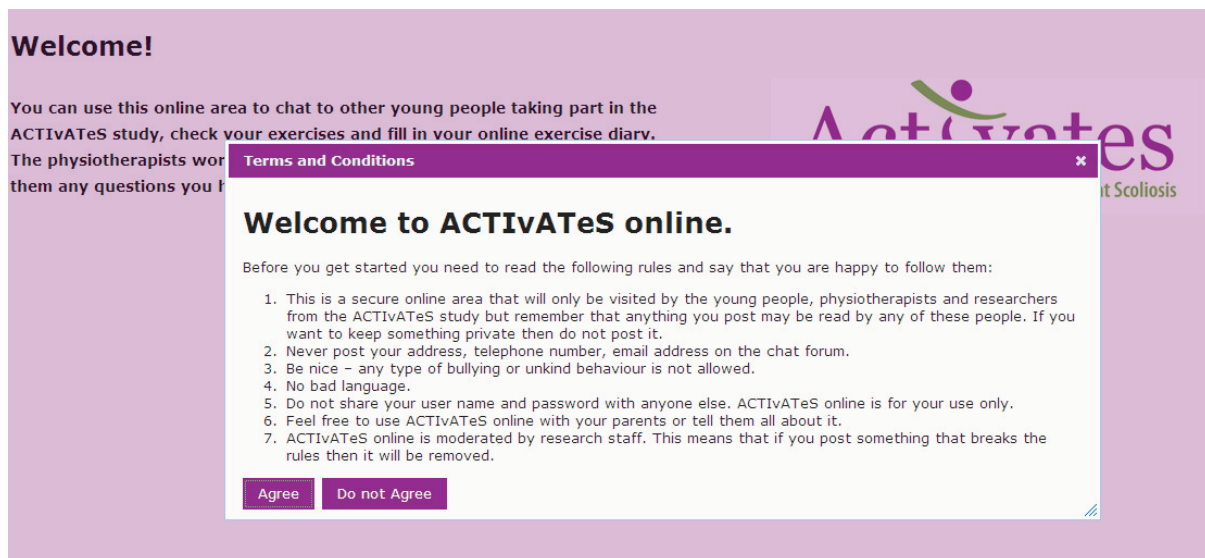 Welcome!
You can use this online area to chat to other young people taking part in the
ACTIvATeS study, check your exercises and fill in your online exercise diary.
The physiotherapists
them any questions you
Activates
Scoliosis
Terms and Conditions
Welcome to ACTIvATeS online.
Before you get started you need to read the following rules and say that you are happy to follow them:
1. This is a secure online area that will only be visited by the young people, physiotherapists and researchers
from the ACTIvATeS study but remember that anything you post may be read by any of these people. If you
want to keep something private then do not post it.
2. Never post your address, telephone number, email address on the chat forum.
3. Be nice – any type of bullying or unkind behaviour is not allowed.
4. No bad language.
5. Do not share your user name and password with anyone else. ACTIvATeS online is for your use only.
6. Feel free to use ACTIvATeS online with your parents or tell them all about it.
7. ACTIvATeS online is moderated by research staff. This means that if you post something that breaks the
rules then it will be removed.
Agree
Do not Agree